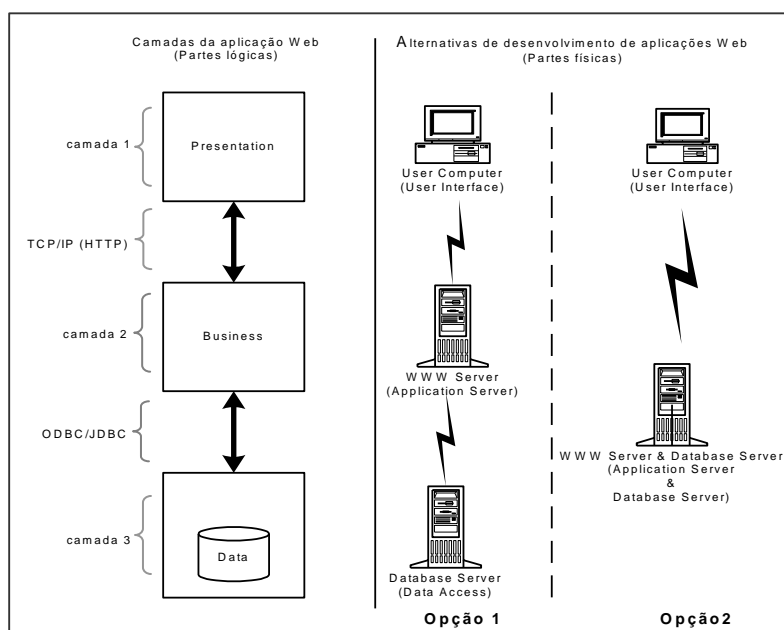 Camadas da aplicação Web
(Partes lógicas)
camada 1
Presentation
TCP/IP (HTTP)
camada 2
Business
ODBC/JDBC
camada 3
Data
Alternativas de desenvolvimento de aplicações Web
(Partes físicas)
User Computer
(User Interface)
WWW Server
(Application Server)
Database Server
(Data Access)
Opção 1
User Computer
(User Interface)
WWW Server & Database Server
(Application Server
&
Database Server)
Opção2